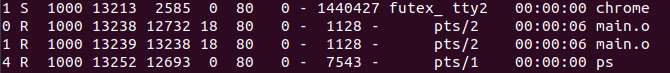 1 S 1000 13213 2585 0 80 0 - 1440427 futex_ tty2 00:00:00 chrome
0 R 1000 13238 12732 18 80 0 - 1128 - pts/2 00:00:06 main.o
1 R 1000 13239 13238 18 80 0 - 1128 - pts/2 00:00:06 main.o
4 R 1000 13252 12693 0 80 0 - 7543 - pts/1 00:00:00 ps